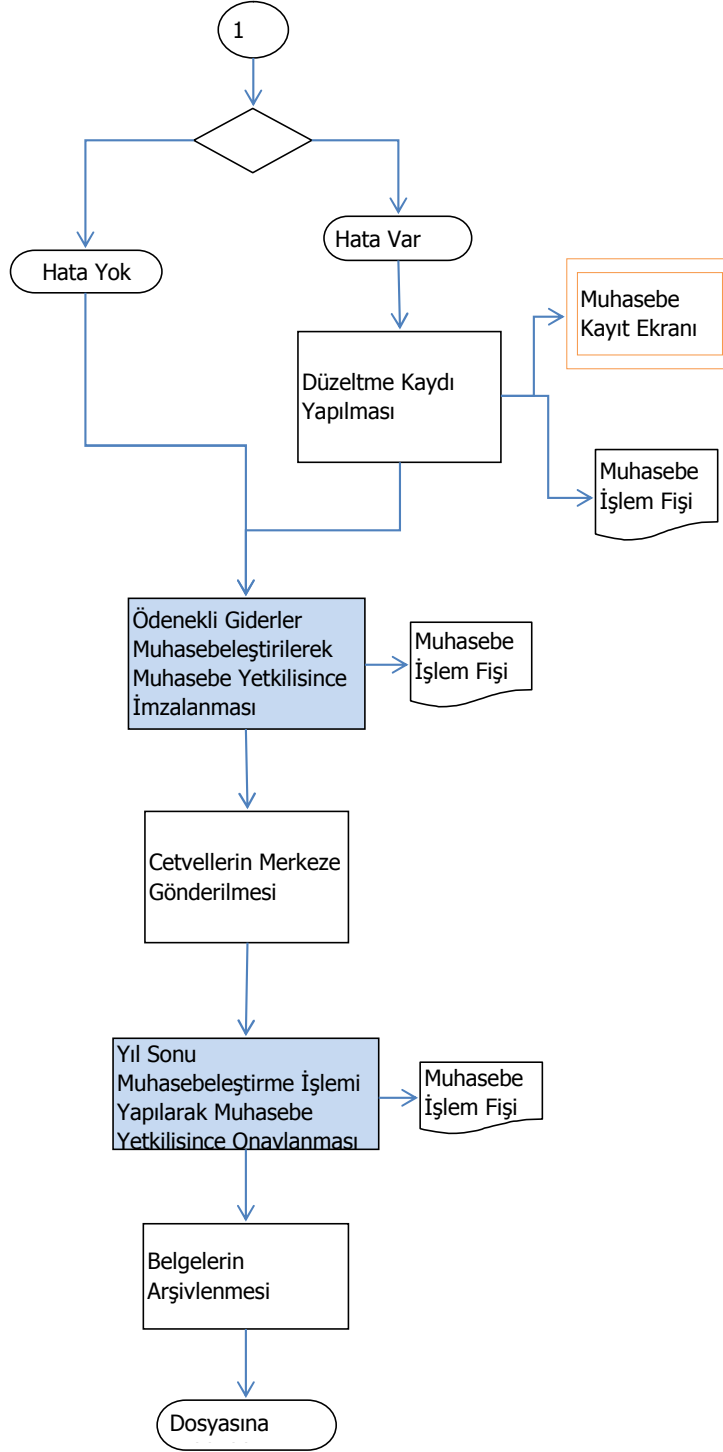 1
Hata Yok
Hata Var
Muhasebe
Kayıt Ekranı
Düzeltme Kaydı
Yapılması
Muhasebe
İşlem Fişi
Ödenekli Giderler
Muhasebeleştirilerek
Muhasebe Yetkilisince
İmzalanması
Muhasebe
İşlem Fişi
Cetvellerin Merkeze
Gönderilmesi
Yıl Sonu
Muhasebeleştirme İşlemi
Yapılarak Muhasebe
Yetkilisince Onaylanması
Muhasebe
İşlem Fişi
Belgelerin
Arşivlenmesi
Dosyasına